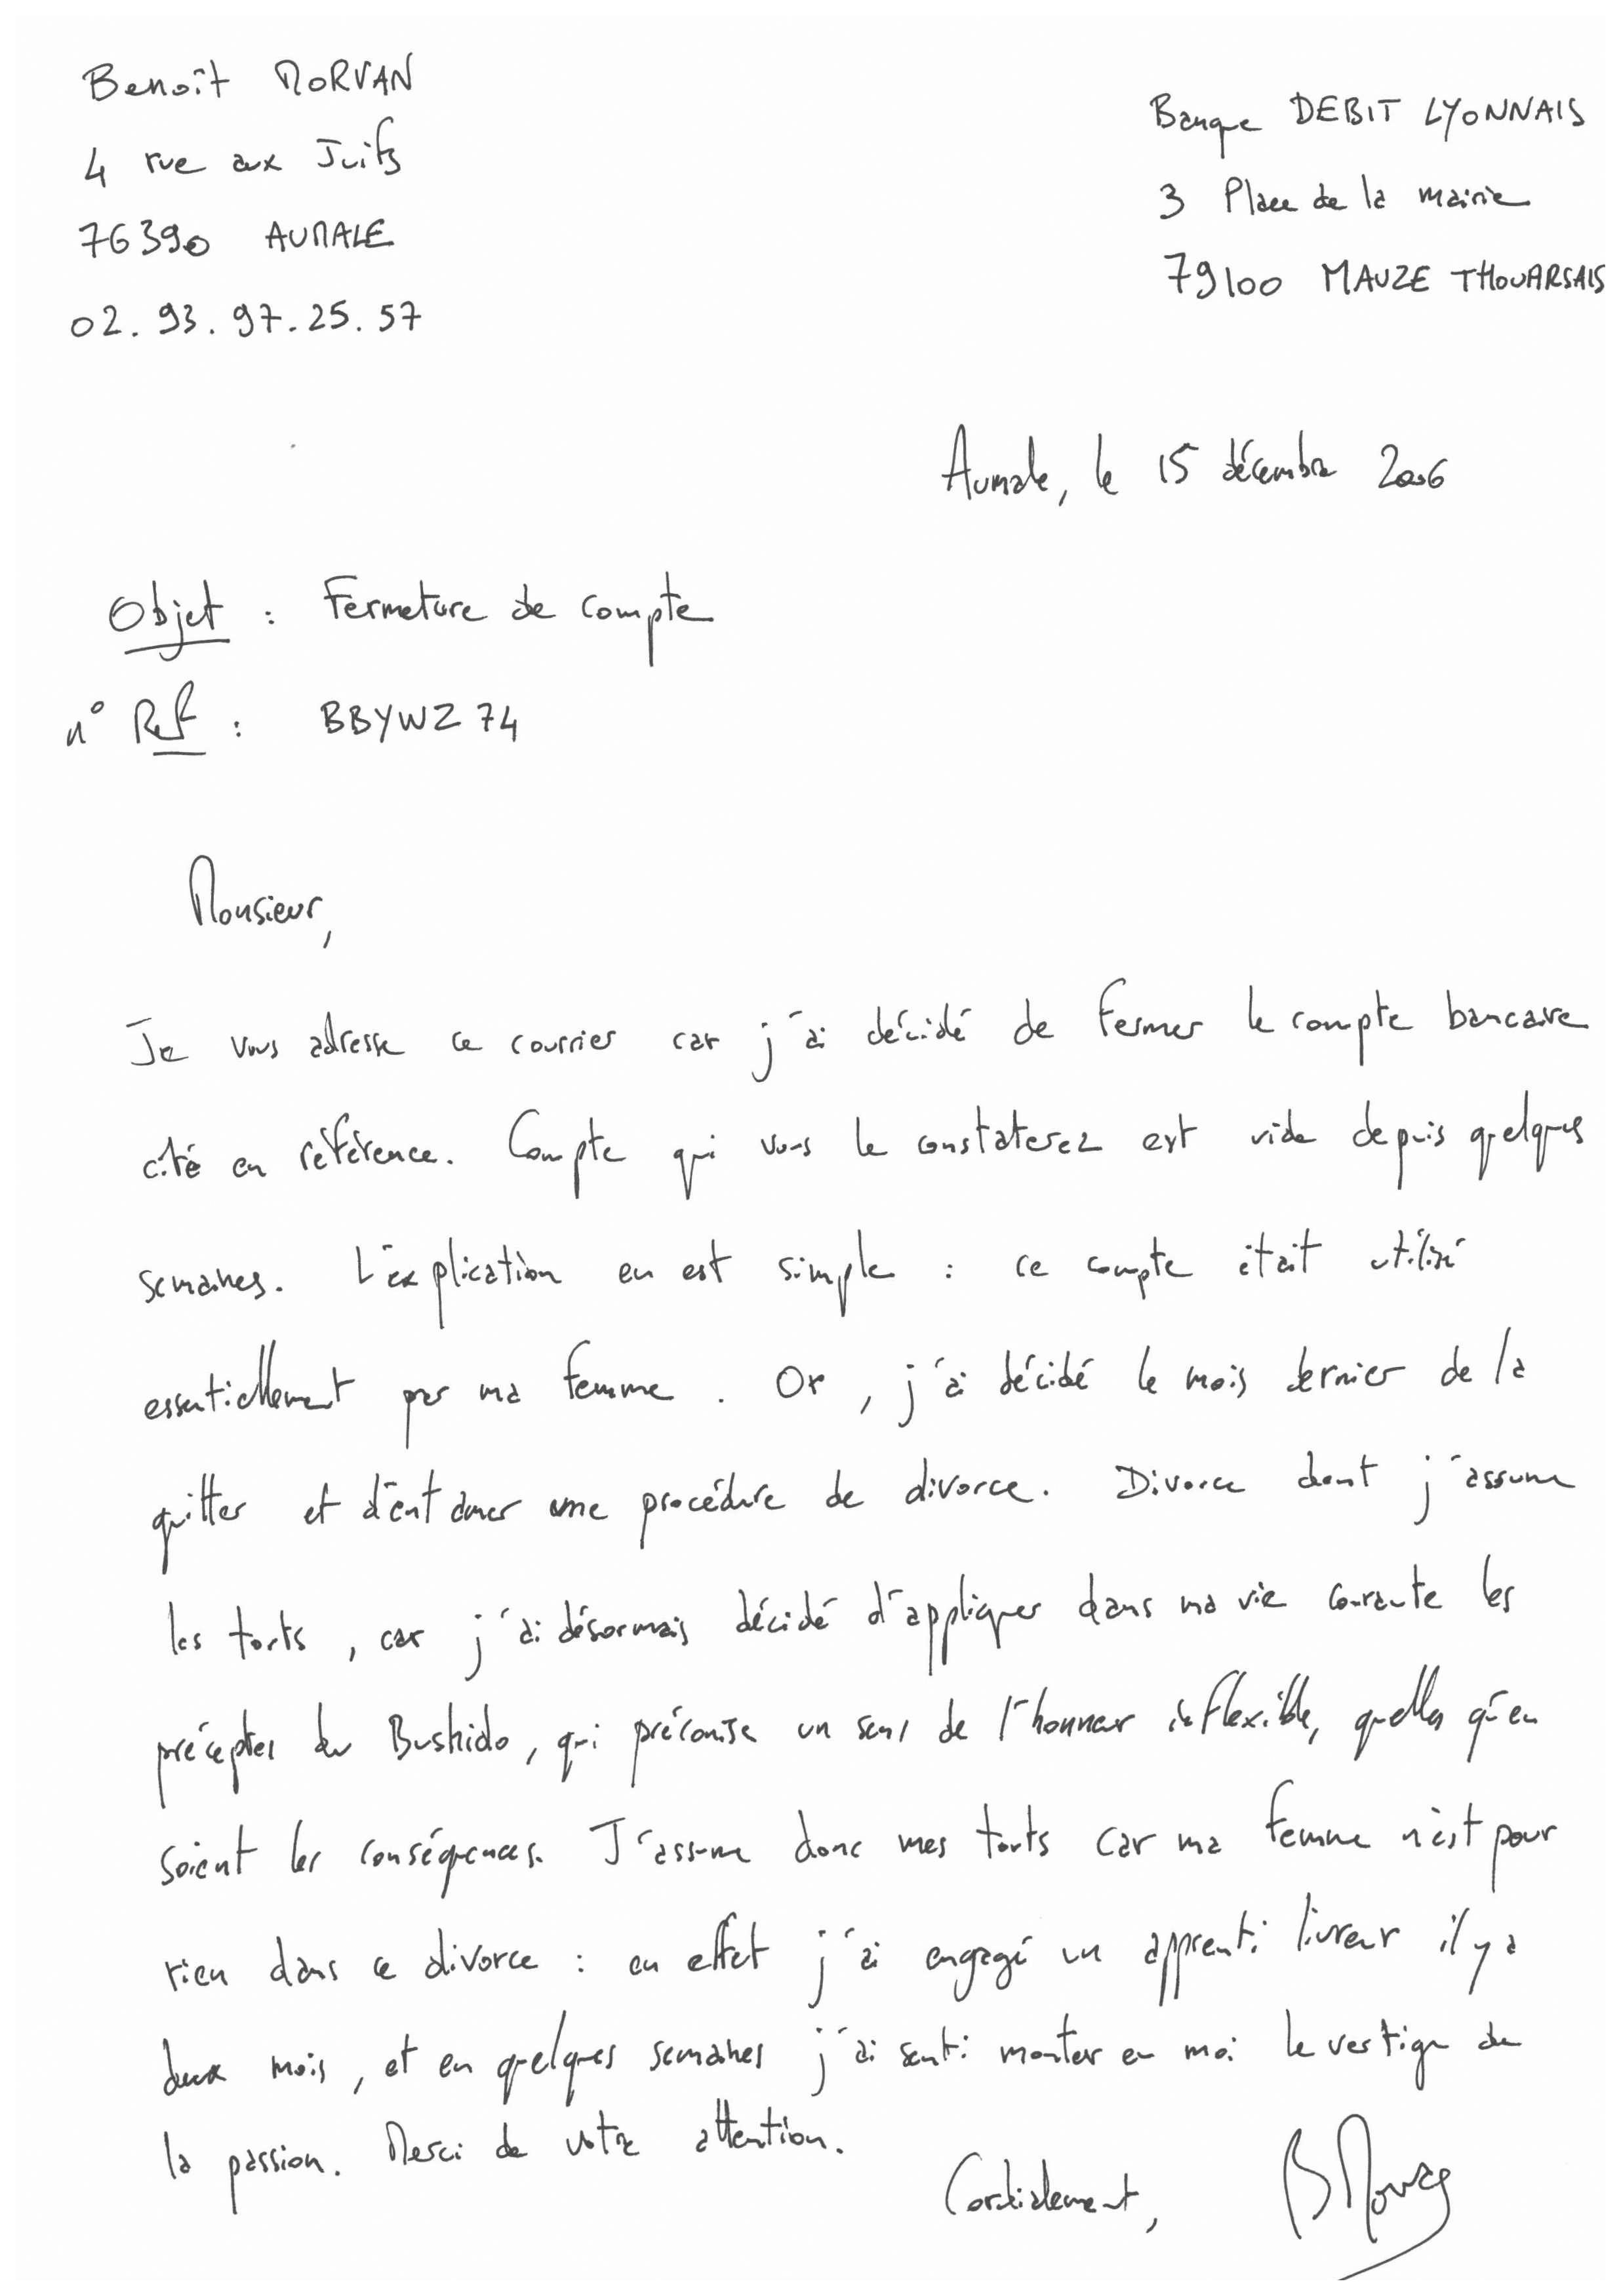 Benoît MORVAN
4 rue aux Juifs
76390 AUMALE
02.93.97.25.57
Banque DEBIT LYONNAIS
3 Place de la mairie
79100 MAUZE THOUARSAIS
Aumale, le 15 décembre 2006
Objet : Fermeture de compte
n° Ref : BBYWZ74
Monsieur,
Je vous adresse ce courrier car j'ai décidé de fermer le compte bancaire
cité en référence. Compte qui vous le constaterez est vide depuis quelques
semaines. L'explication en est simple : ce compte était utilisé
essentiellement par ma femme. Or, j'ai décidé le mois dernier de la
quitter et d'entamer une procédure de divorce. Divorce dont j'assume
les torts, car j'ai désormais décidé d'appliquer dans ma vie courante les
préceptes du Bushido, qui préconise un sens de l'honneur inflexible, quelles qu'en
soient les conséquences. J'assume donc mes torts car ma femme n'est pour
rien dans ce divorce : en effet j'ai engagé un apprenti livreur il y a
deux mois, et en quelques semaines j'ai senti monter en moi le vertige de
la passion. Merci de votre attention.
Cordialement,